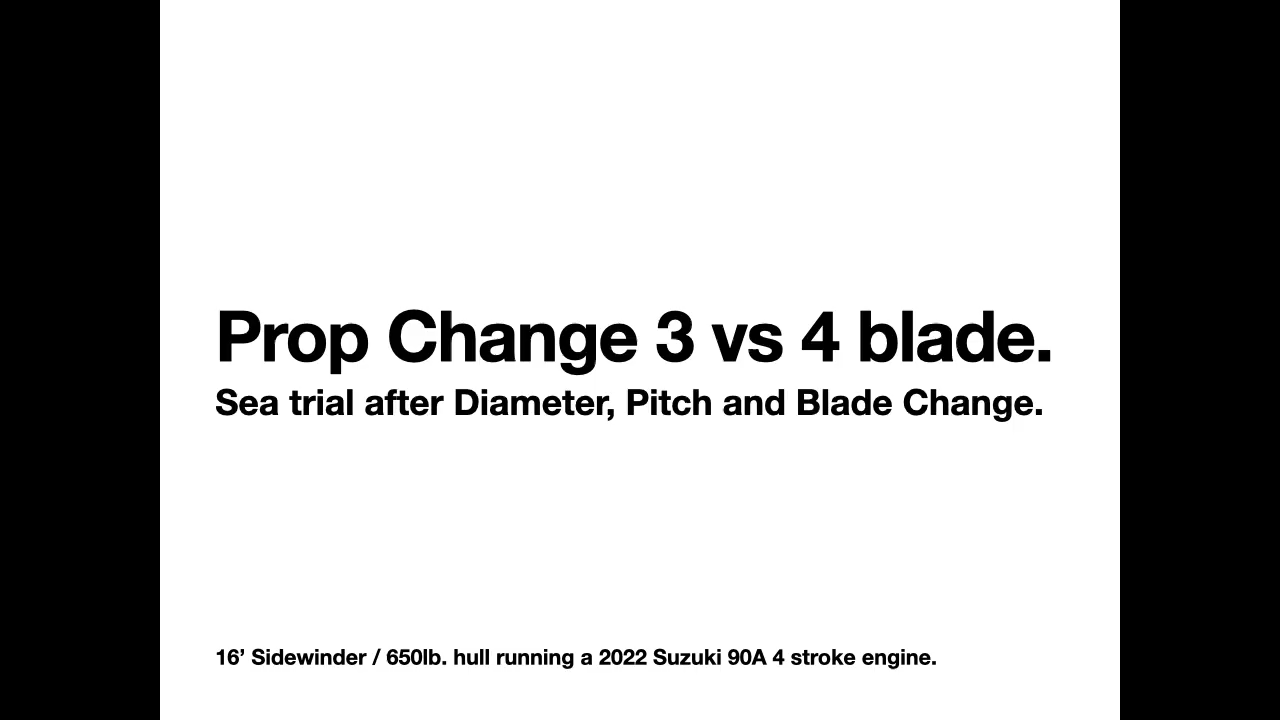 Prop Change 3 vs 4 blade.
Sea trial after Diameter, Pitch and Blade Change.
16’ Sidewinder / 650lb. hull running a 2022 Suzuki 90A 4 stroke engine.